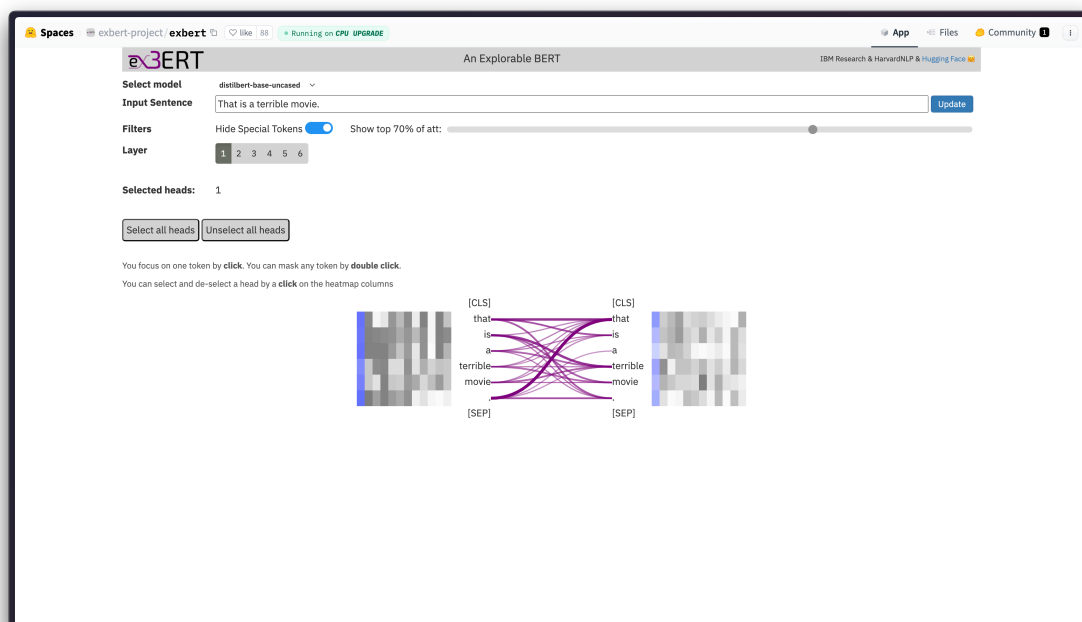 Spaces exbert-project/exbert like 88 Running on CPU UPGRADE App Files Community 1
exBERT An Explorable BERT IBM Research & HarvardNLP & Hugging Face
Select model distilbert-base-uncased
Input Sentence That is a terrible movie. Update
Filters Hide Special Tokens Show top 70% of att:
Layer 1 2 3 4 5 6
Selected heads: 1
Select all heads Unselect all heads
You focus on one token by click. You can mask any token by double click.
You can select and de-select a head by a click on the heatmap columns
[CLS] [CLS]
that that
is is
a a
terrible terrible
movie movie
. .
[SEP] [SEP]